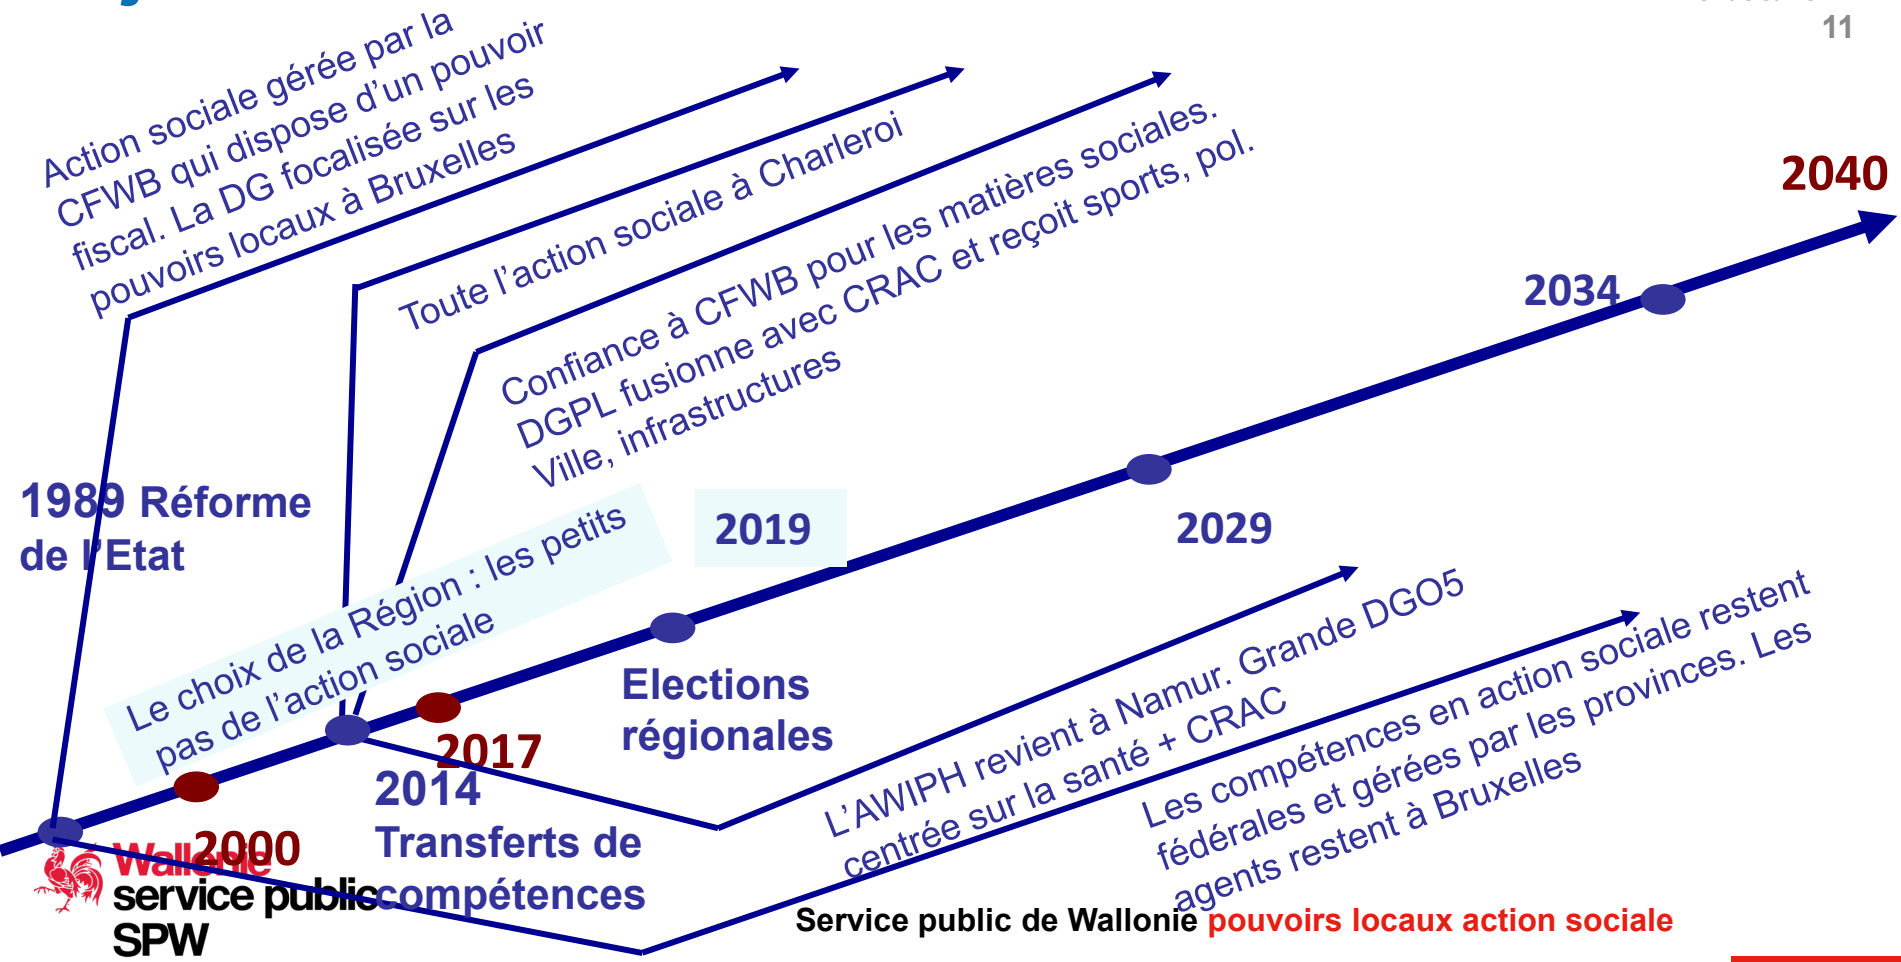 11
Action sociale gérée par la
CFWB qui dispose d’un pouvoir
fiscal. La DG focalisée sur les
pouvoirs locaux à Bruxelles
Toute l’action sociale à Charleroi
Confiance à CFWB pour les matières sociales.
DGPL fusionne avec CRAC et reçoit sports, pol.
Ville, infrastructures
2040
2034
2029
1989 Réforme
de l’Etat
2019
Le choix de la Région : les petits
pas de l’action sociale
Elections
régionales
2017
2014
Transferts de
compétences
2000
L’AWIPH revient à Namur. Grande DGO5
centrée sur la santé + CRAC
Les compétences en action sociale restent
fédérales et gérées par les provinces. Les
agents restent à Bruxelles
Wallonie
service public
SPW
Service public de Wallonie pouvoirs locaux action sociale